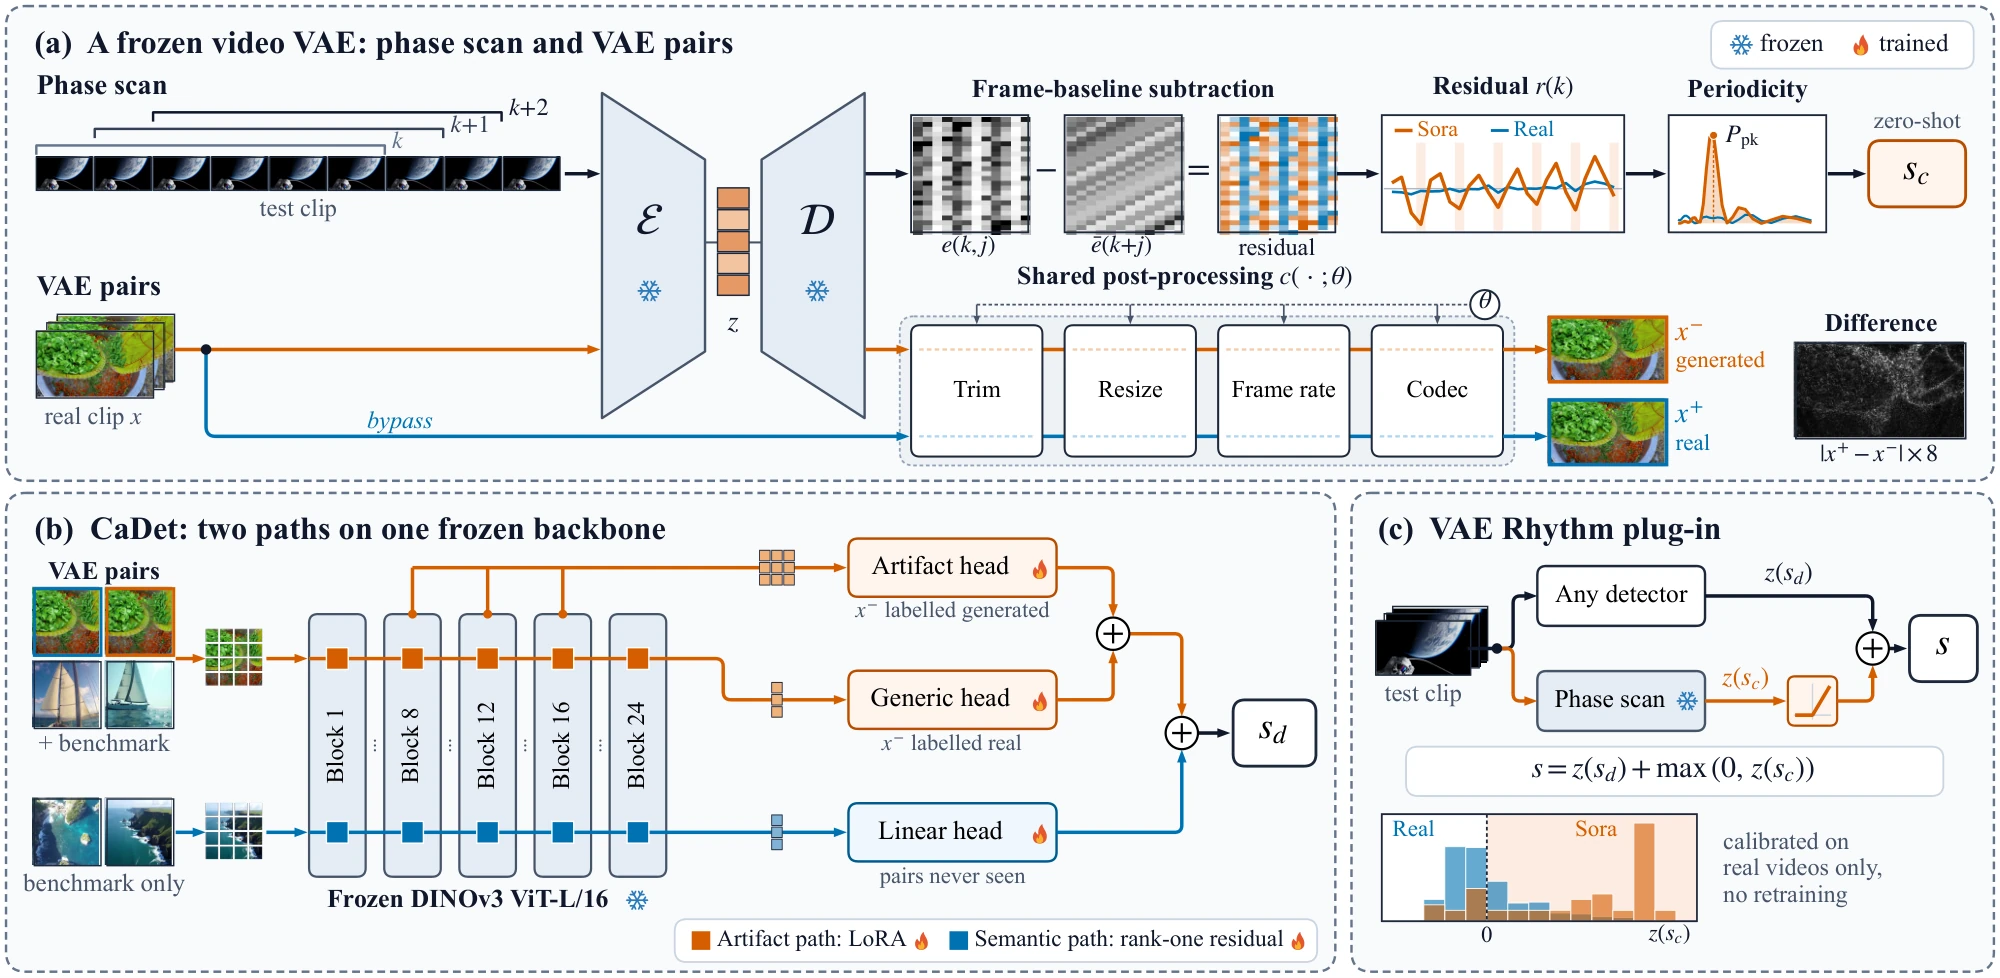 (a) A frozen video VAE: phase scan and VAE pairs
frozen trained
Phase scan
k+2
k+1
k
test clip
ℰ
z
𝒟
Frame-baseline subtraction
e(k, j)
−
ē(k+j)
=
residual
Residual r(k)
Sora Real
Periodicity
P_pk
zero-shot
s_c
VAE pairs
real clip x
bypass
Shared post-processing c( · ; θ)
θ
Trim
Resize
Frame rate
Codec
x⁻
generated
x⁺
real
Difference
|x⁺ − x⁻| × 8
(b) CaDet: two paths on one frozen backbone
VAE pairs
+ benchmark
benchmark only
Block 1
Block 8
Block 12
Block 16
Block 24
Frozen DINOv3 ViT-L/16
Artifact head
x⁻ labelled generated
Generic head
x⁻ labelled real
Linear head
pairs never seen
s_d
Artifact path: LoRA
Semantic path: rank-one residual
(c) VAE Rhythm plug-in
test clip
Any detector
z(s_d)
Phase scan
z(s_c)
s
s = z(s_d) + max (0, z(s_c))
Real
Sora
0
z(s_c)
calibrated on
real videos only,
no retraining